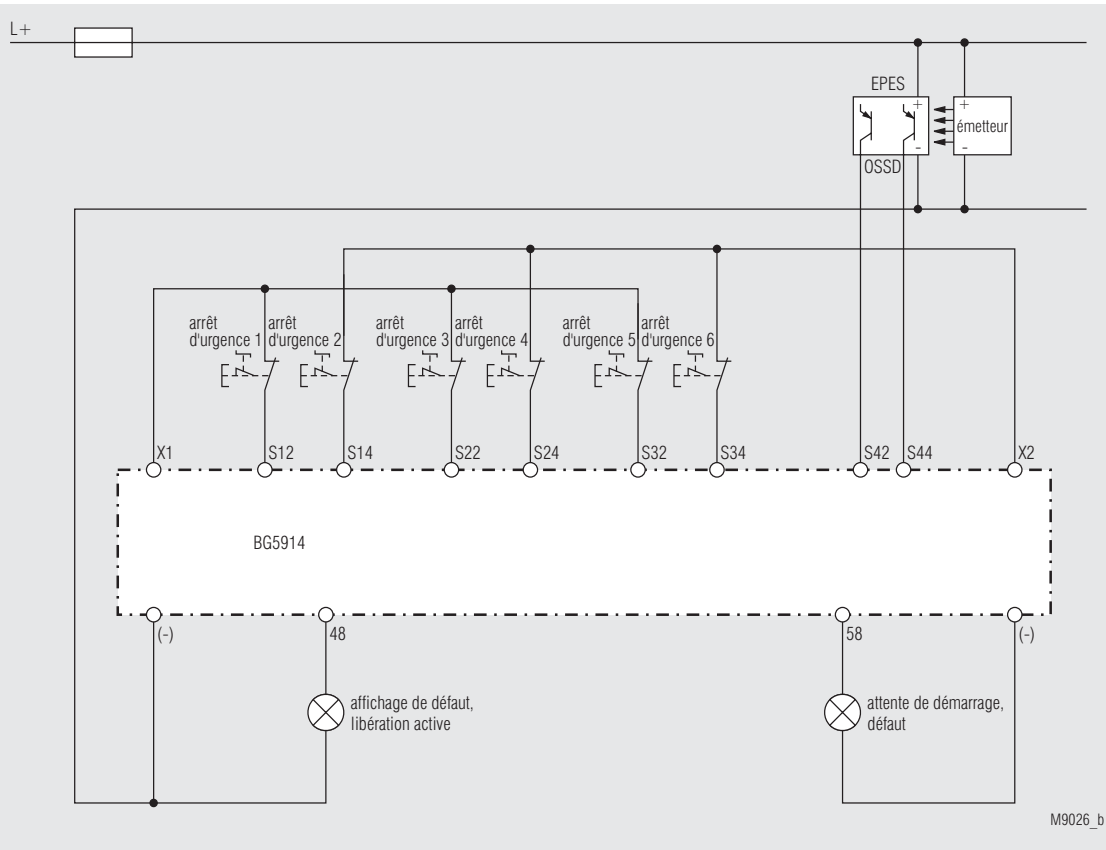 L+
EPES
+
+
émetteur
-
-
OSSD
arrêt
d'urgence 1
arrêt
d'urgence 2
arrêt
d'urgence 3
arrêt
d'urgence 4
arrêt
d'urgence 5
arrêt
d'urgence 6
X1
S12
S14
S22
S24
S32
S34
S42
S44
X2
BG5914
(-)
48
58
(-)
affichage de défaut,
libération active
attente de démarrage,
défaut
M9026_b